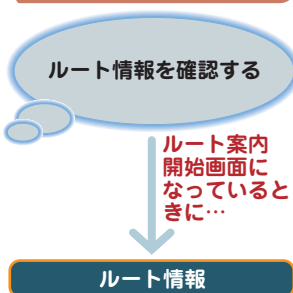 ルート情報を確認する
ルート案内
開始画面に
なっていると
きに…
ルート情報